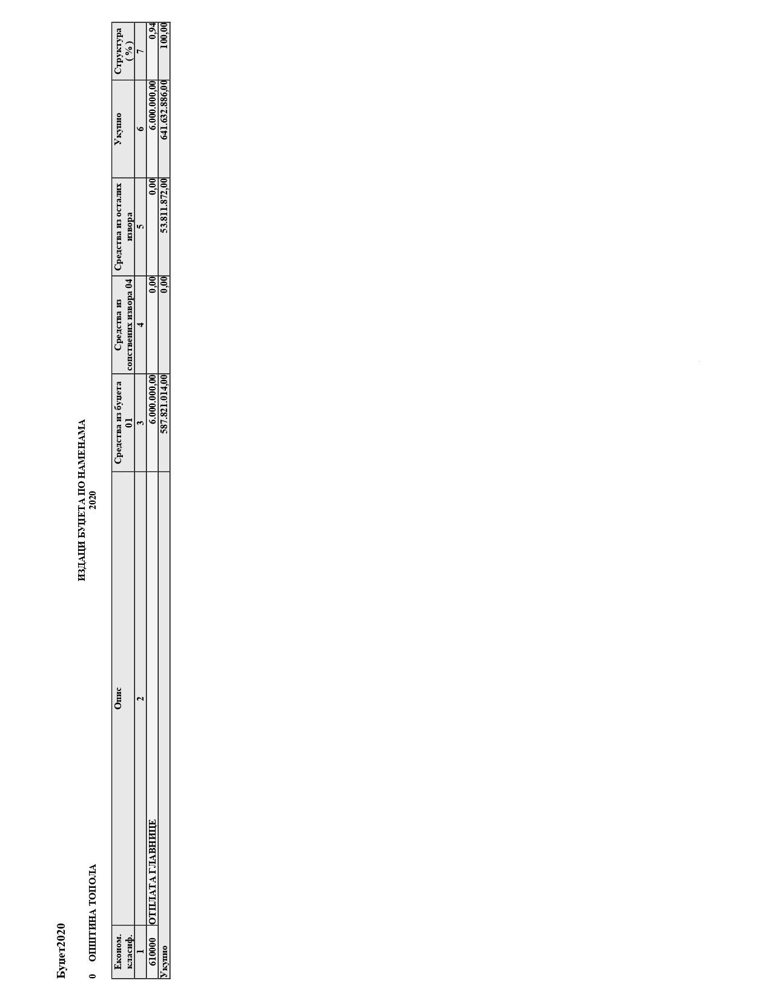 Буџет2020
ИЗДАЦИ БУЏЕТА ПО НАМЕНАМА
0 ОПШТИНА ТОПОЛА 2020
Економ. класиф. Опис Средства из буџета 01 Средства из сопствених извора 04 Средства из осталих извора Укупно Структура ( % )
1 2 3 4 5 6 7
610000 ОТПЛАТА ГЛАВНИЦЕ 6.000.000,00 0,00 0,00 6.000.000,00 0,94
Укупно 587.821.014,00 0,00 53.811.872,00 641.632.886,00 100,00